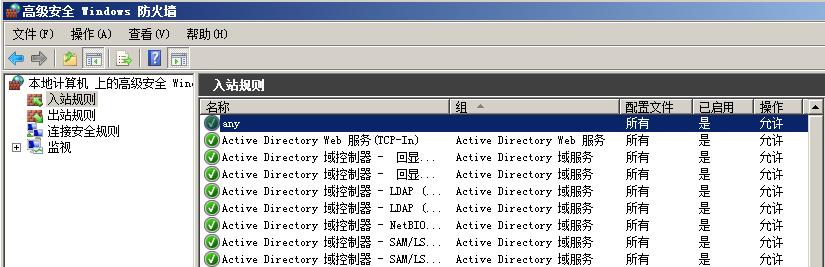 高级安全 Windows 防火墙
文件(F) 操作(A) 查看(V) 帮助(H)
本地计算机 上的高级安全 Wind
入站规则
出站规则
连接安全规则
监视
入站规则
名称 组 配置文件 已启用 操作
any 所有 是 允许
Active Directory Web 服务(TCP-In) Active Directory Web 服务 所有 是 允许
Active Directory 域控制器 - 回显... Active Directory 域服务 所有 是 允许
Active Directory 域控制器 - 回显... Active Directory 域服务 所有 是 允许
Active Directory 域控制器 - LDAP (... Active Directory 域服务 所有 是 允许
Active Directory 域控制器 - LDAP (... Active Directory 域服务 所有 是 允许
Active Directory 域控制器 - NetBIO... Active Directory 域服务 所有 是 允许
Active Directory 域控制器 - SAM/LS... Active Directory 域服务 所有 是 允许
Active Directory 域控制器 - SAM/LS... Active Directory 域服务 所有 是 允许